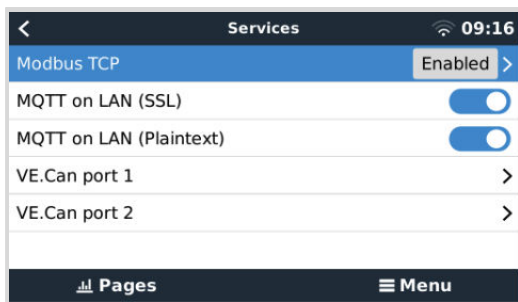 Services 09:16
Modbus TCP Enabled
MQTT on LAN (SSL)
MQTT on LAN (Plaintext)
VE.Can port 1
VE.Can port 2
Pages Menu